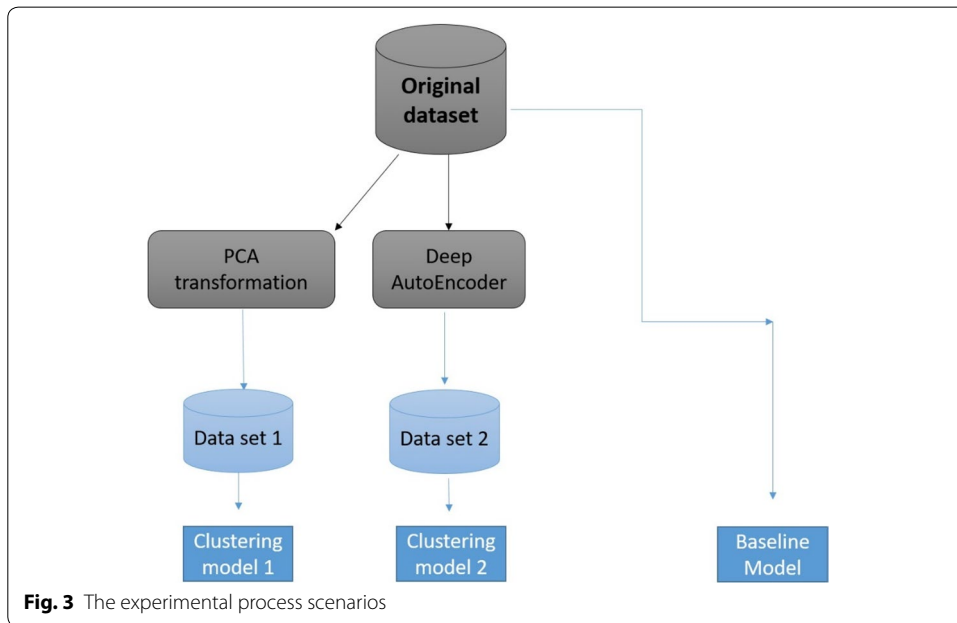 Original
dataset
PCA
transformation
Deep
AutoEncoder
Data set 1
Data set 2
Clustering
model 1
Clustering
model 2
Baseline
Model
Fig. 3 The experimental process scenarios